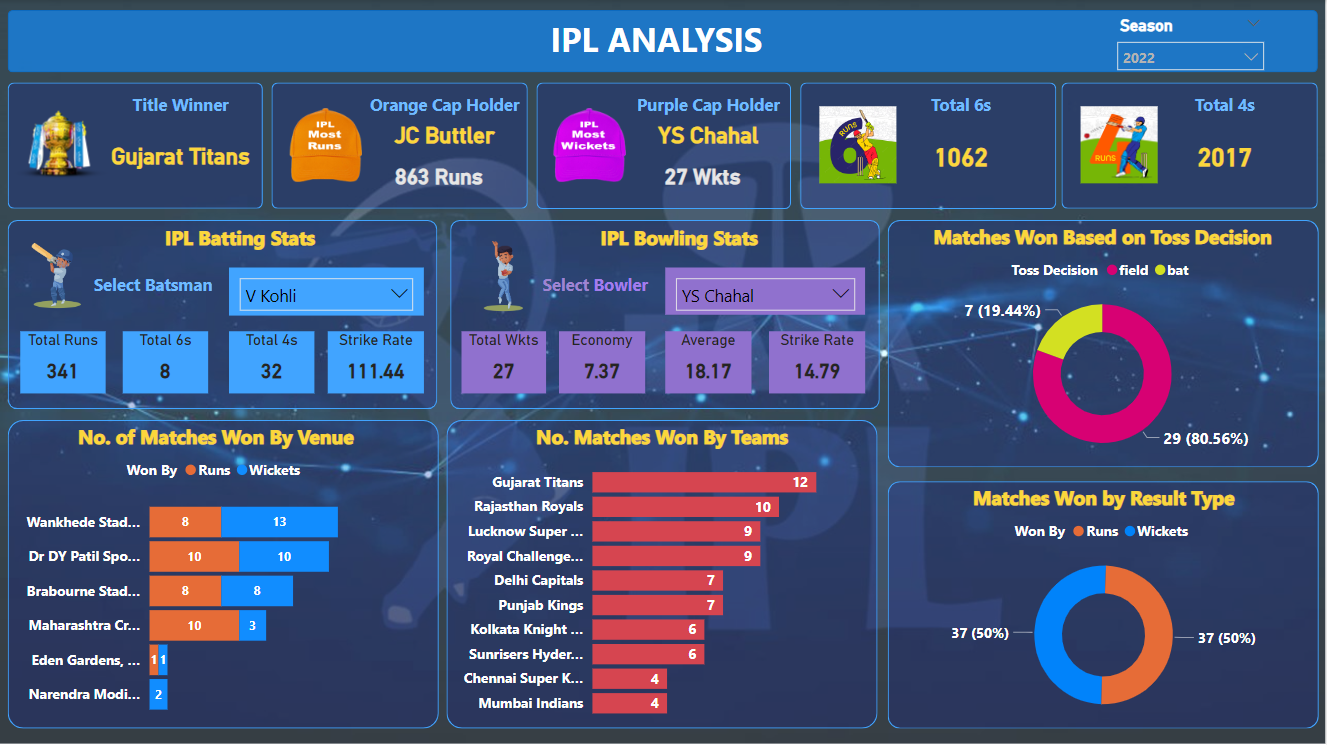 IPL ANALYSIS
Season
2022
Title Winner
Gujarat Titans
IPL
Most
Runs
Orange Cap Holder
JC Buttler
863 Runs
IPL
Most
Wickets
Purple Cap Holder
YS Chahal
27 Wkts
RUNS
6
Total 6s
1062
4
RUNS
Total 4s
2017
IPL Batting Stats
Select Batsman
V Kohli
Total Runs
341
Total 6s
8
Total 4s
32
Strike Rate
111.44
IPL Bowling Stats
Select Bowler
YS Chahal
Total Wkts
27
Economy
7.37
Average
18.17
Strike Rate
14.79
Matches Won Based on Toss Decision
Toss Decision field bat
7 (19.44%)
29 (80.56%)
No. of Matches Won By Venue
Won By Runs Wickets
Wankhede Stad... 8 13
Dr DY Patil Spo... 10 10
Brabourne Stad... 8 8
Maharashtra Cr... 10 3
Eden Gardens, ... 1 1
Narendra Modi... 2
No. Matches Won By Teams
Gujarat Titans 12
Rajasthan Royals 10
Lucknow Super ... 9
Royal Challenge... 9
Delhi Capitals 7
Punjab Kings 7
Kolkata Knight ... 6
Sunrisers Hyder... 6
Chennai Super K... 4
Mumbai Indians 4
Matches Won by Result Type
Won By Runs Wickets
37 (50%)
37 (50%)
IPL